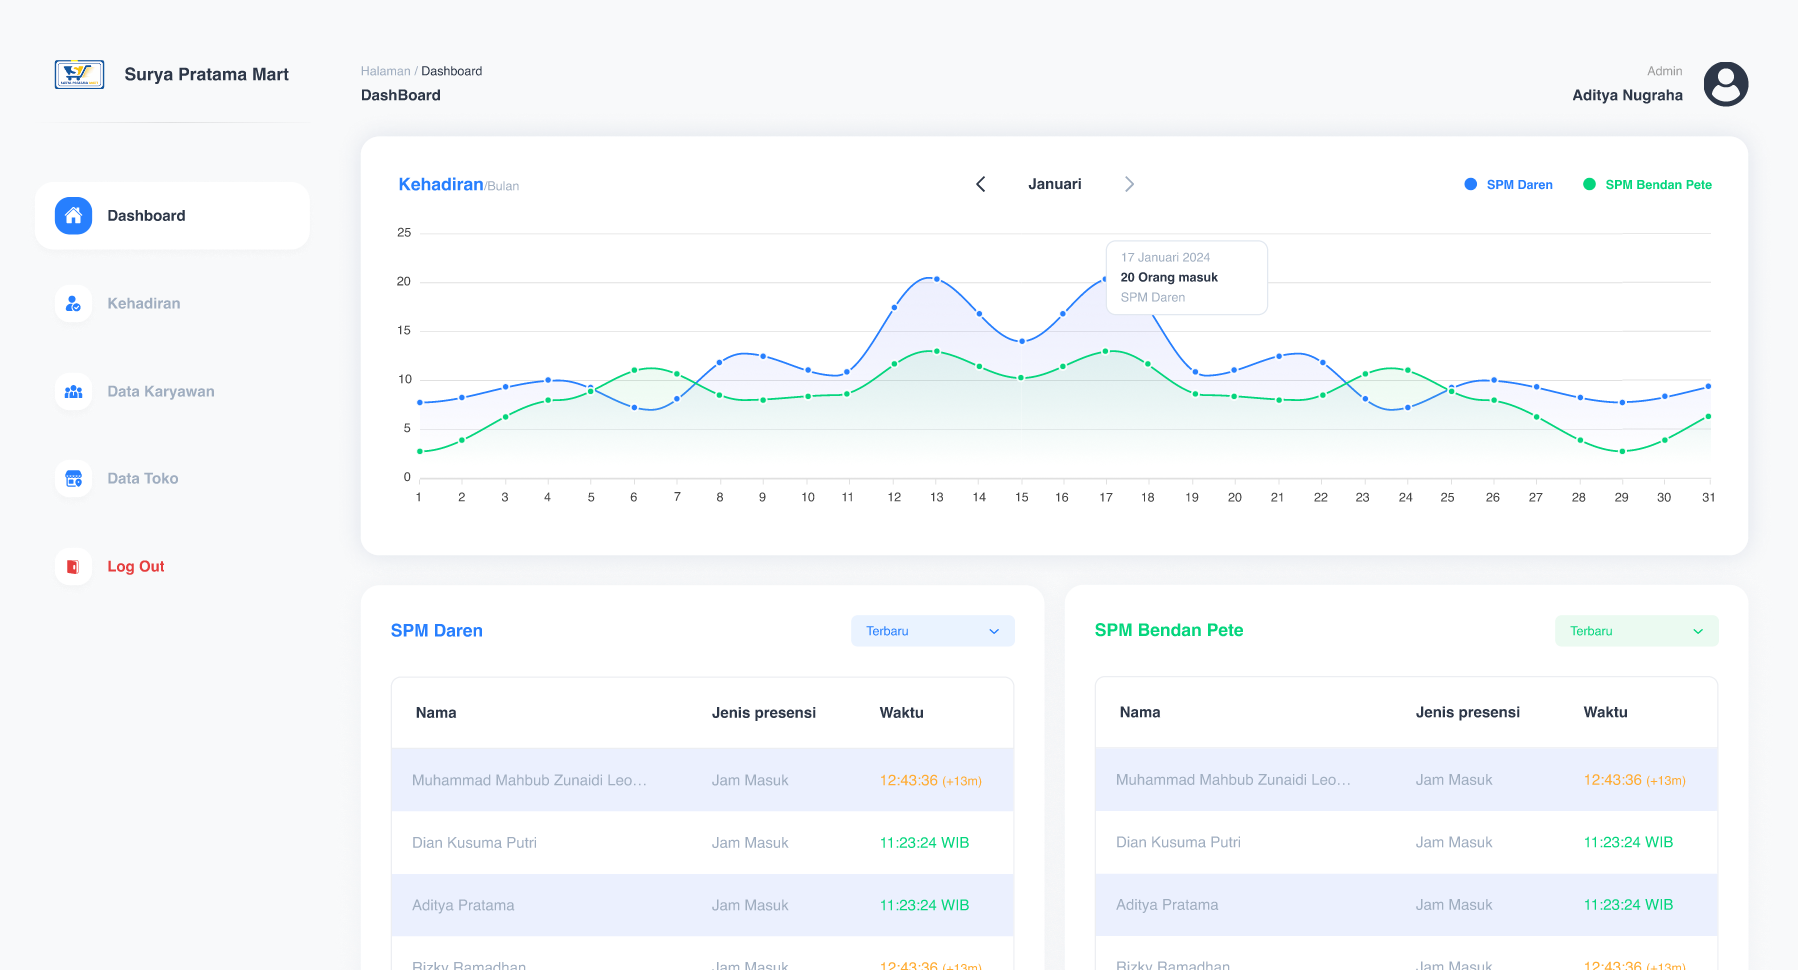 Surya Pratama Mart
Halaman / Dashboard
DashBoard
Admin
Aditya Nugraha
Dashboard
Kehadiran
Data Karyawan
Data Toko
Log Out
Kehadiran/Bulan
Januari
SPM Daren
SPM Bendan Pete
25
20
15
10
5
0
17 Januari 2024
20 Orang masuk
SPM Daren
1 2 3 4 5 6 7 8 9 10 11 12 13 14 15 16 17 18 19 20 21 22 23 24 25 26 27 28 29 30 31
SPM Daren
Terbaru
Nama Jenis presensi Waktu
Muhammad Mahbub Zunaidi Leo... Jam Masuk 12:43:36 (+13m)
Dian Kusuma Putri Jam Masuk 11:23:24 WIB
Aditya Pratama Jam Masuk 11:23:24 WIB
Rizky Ramadhan Jam Masuk 12:43:36 (+13m)
SPM Bendan Pete
Terbaru
Nama Jenis presensi Waktu
Muhammad Mahbub Zunaidi Leo... Jam Masuk 12:43:36 (+13m)
Dian Kusuma Putri Jam Masuk 11:23:24 WIB
Aditya Pratama Jam Masuk 11:23:24 WIB
Rizky Ramadhan Jam Masuk 12:43:36 (+13m)